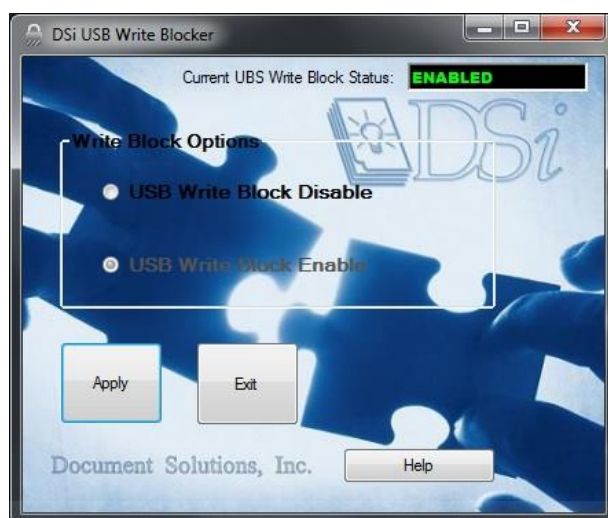 DSi USB Write Blocker
Current UBS Write Block Status: ENABLED
DSi
Write Block Options
USB Write Block Disable
USB Write Block Enable
Apply
Exit
Document Solutions, Inc.
Help